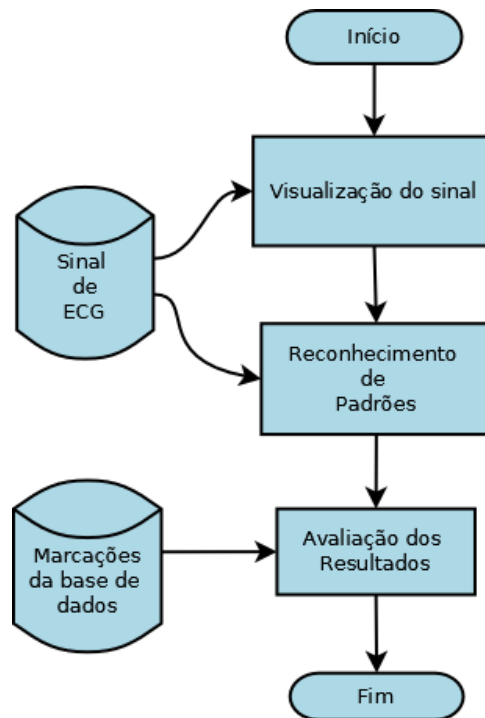 Início
Visualização do sinal
Sinal
de
ECG
Reconhecimento
de
Padrões
Marcações
da base de
dados
Avaliação dos
Resultados
Fim